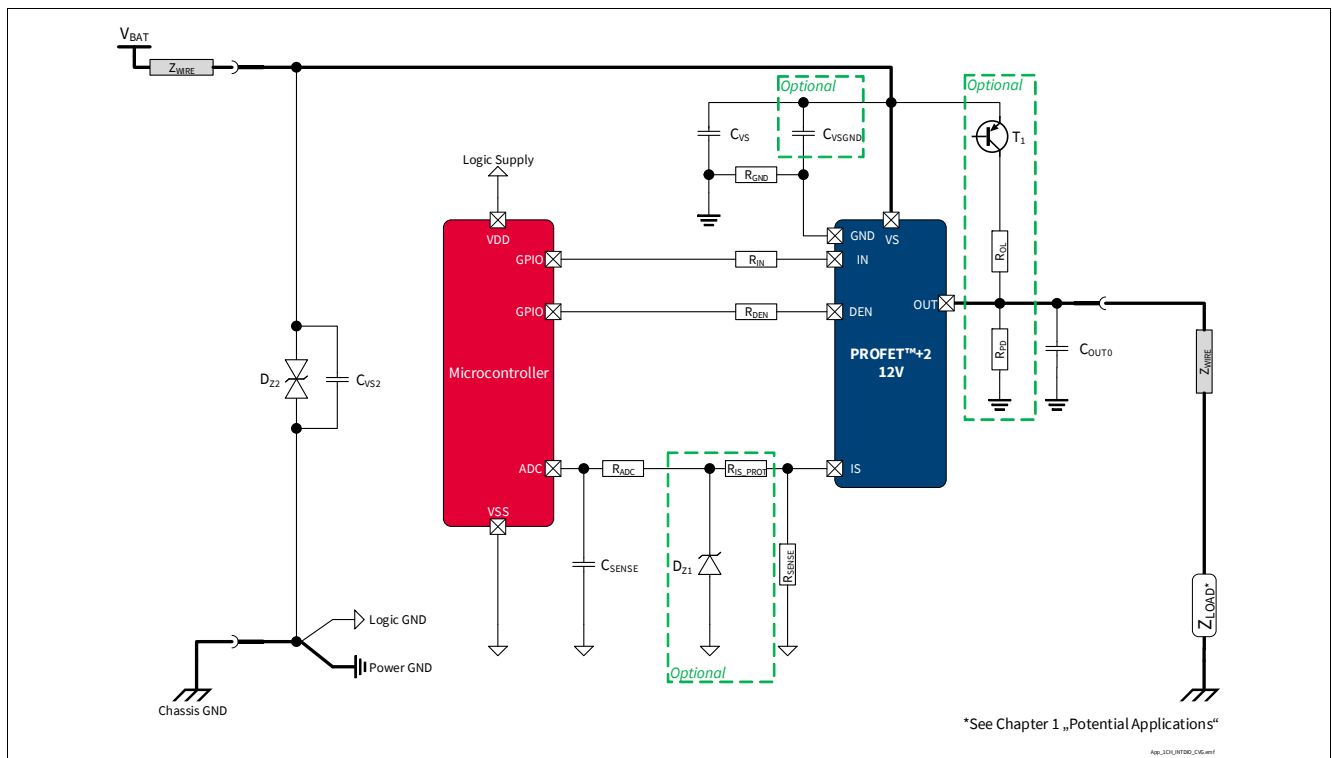 VBAT
ZWIRE
Optional
Optional
CVS
CVSGND
T1
Logic Supply
RGND
VDD
GND
VS
GPIO
RIN
IN
ROL
OUT
GPIO
RDEN
DEN
PROFET™+2
12V
RPD
COUT0
ZWIRE
DZ2
CVS2
Microcontroller
ADC
RADC
RIS_PROT
IS
VSS
CSENSE
DZ1
RSENSE
ZLOAD*
Logic GND
Power GND
Optional
Chassis GND
*See Chapter 1 „Potential Applications“
App_1CH_INTDIO_CVG.emf